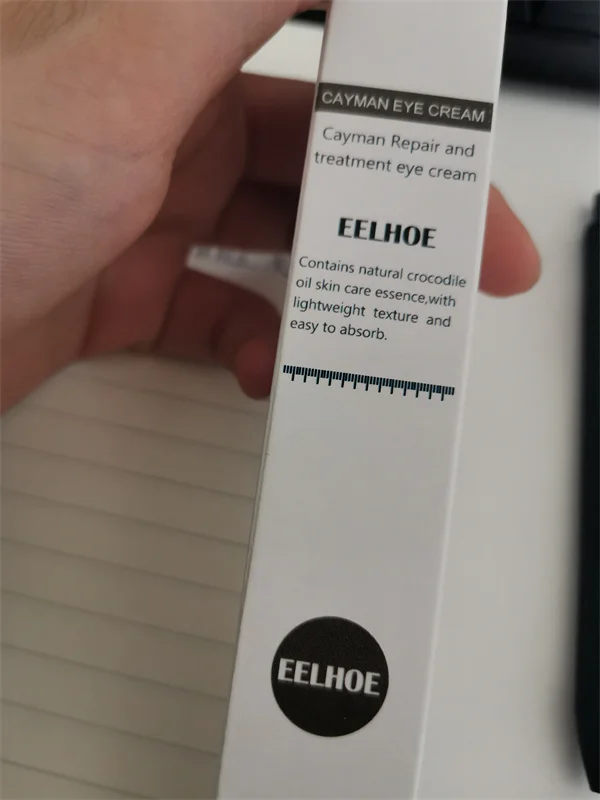 CAYMAN EYE CREAM
Cayman Repair and
treatment eye cream
EELHOE
Contains natural crocodile
oil skin care essence,with
lightweight texture and
easy to absorb.
EELHOE